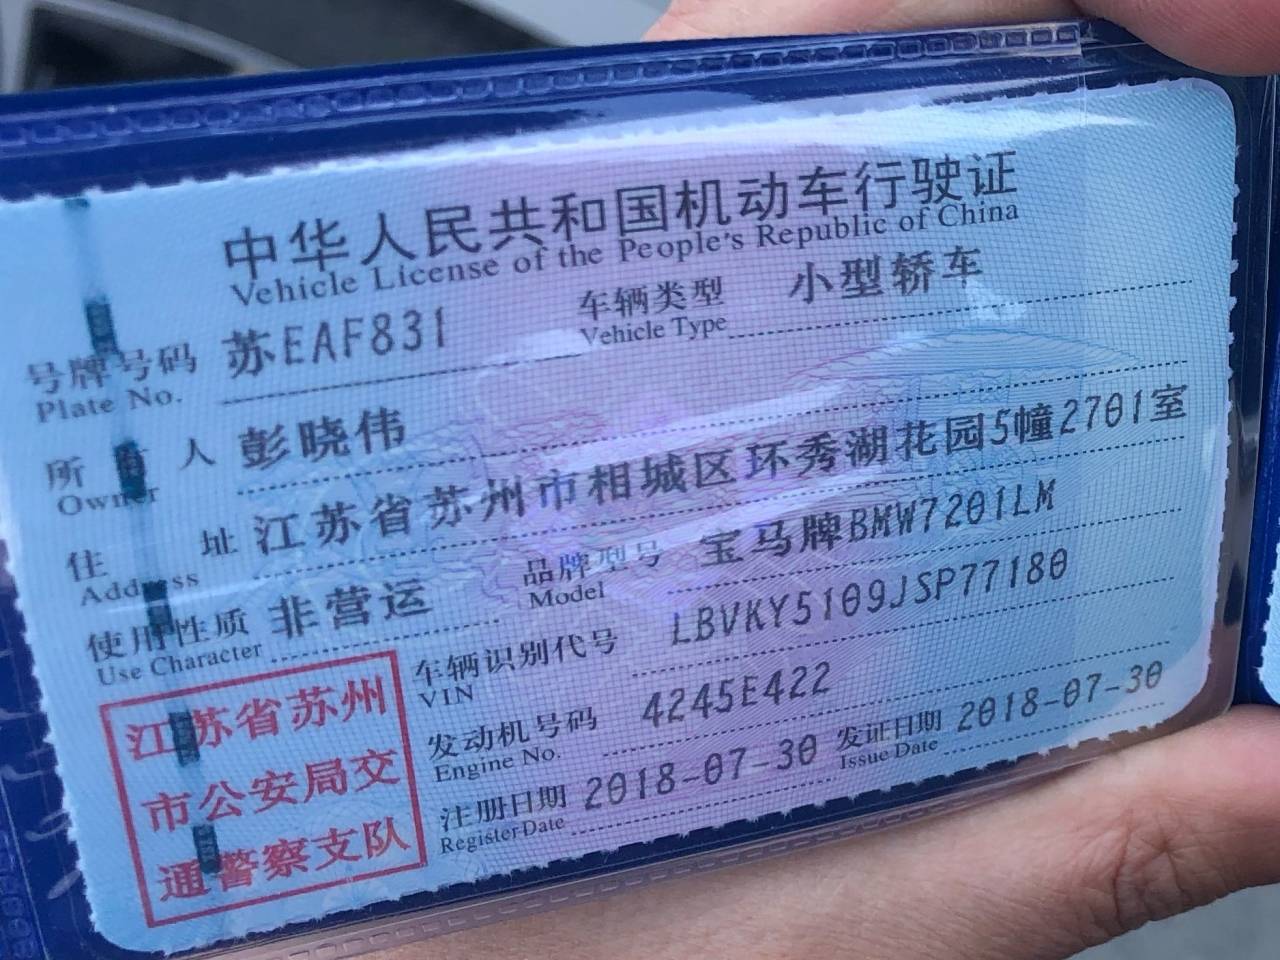 中华人民共和国机动车行驶证
Vehicle License of the People's Republic of China
号牌号码 苏EAF831 车辆类型 小型轿车
Plate No. Vehicle Type
所有人 彭晓伟
Owner
住址 江苏省苏州市相城区环秀湖花园5幢2701室
Address
使用性质 非营运 品牌型号 宝马牌BMW7201LM
Use Character Model
车辆识别代号 LBVKY5109JSP77180
VIN
发动机号码 4245E422
Engine No.
注册日期 2018-07-30 发证日期 2018-07-30
Register Date Issue Date
江苏省苏州
市公安局交
通警察支队